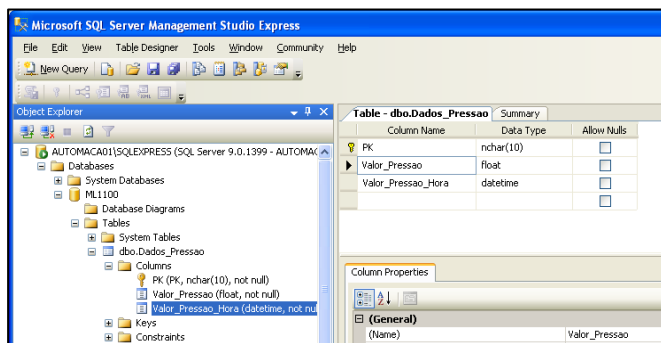 Microsoft SQL Server Management Studio Express
File Edit View Table Designer Tools Window Community Help
New Query
Object Explorer
AUTOMACA01\SQLEXPRESS (SQL Server 9.0.1399 - AUTOMAC
Databases
System Databases
ML1100
Database Diagrams
Tables
System Tables
dbo.Dados_Pressao
Columns
PK (PK, nchar(10), not null)
Valor_Pressao (float, not null)
Valor_Pressao_Hora (datetime, not nul
Keys
Constraints
Table - dbo.Dados_Pressao Summary
Column Name Data Type Allow Nulls
PK nchar(10)
Valor_Pressao float
Valor_Pressao_Hora datetime
Column Properties
(General)
(Name) Valor_Pressao